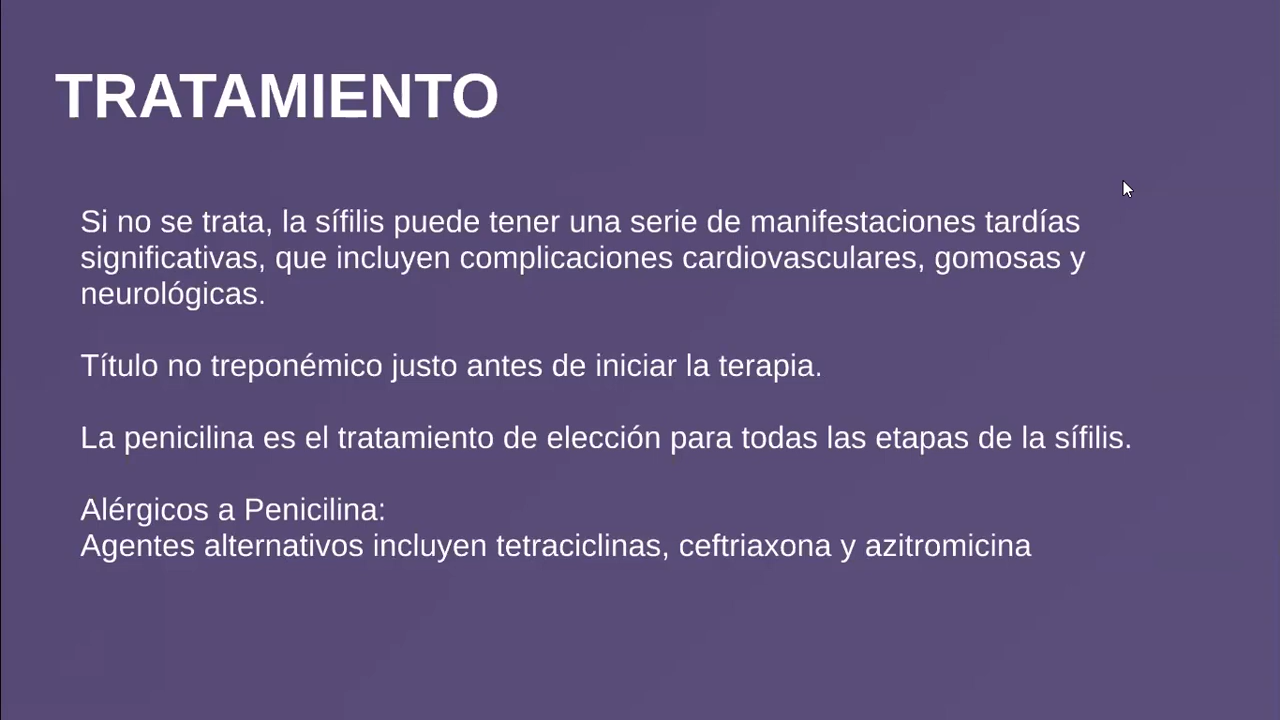 TRATAMIENTO
Si no se trata, la sífilis puede tener una serie de manifestaciones tardías
significativas, que incluyen complicaciones cardiovasculares, gomosas y
neurológicas.
Título no treponémico justo antes de iniciar la terapia.
La penicilina es el tratamiento de elección para todas las etapas de la sífilis.
Alérgicos a Penicilina:
Agentes alternativos incluyen tetraciclinas, ceftriaxona y azitromicina